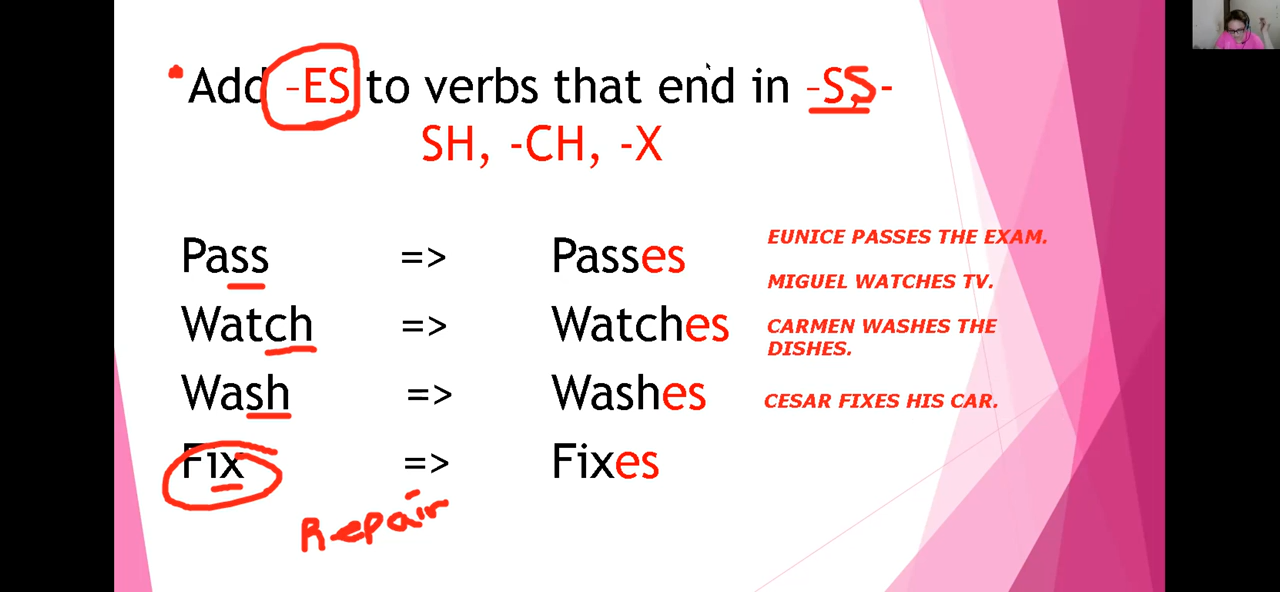 Add -ES to verbs that end in -SS-
SH, -CH, -X
Pass => Passes
EUNICE PASSES THE EXAM.
Watch => Watches
MIGUEL WATCHES TV.
Wash => Washes
CARMEN WASHES THE
DISHES.
Fix => Fixes
CESAR FIXES HIS CAR.
Repair